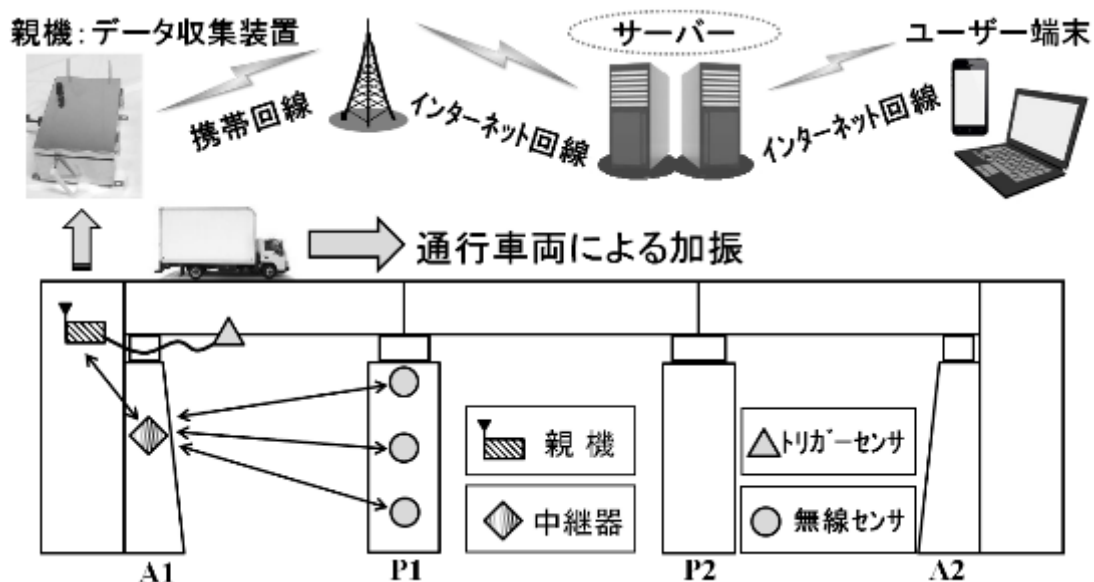 親機:データ収集装置
サーバー
ユーザー端末
携帯回線
インターネット回線
インターネット回線
通行車両による加振
親 機
トリガーセンサ
中継器
無線センサ
A1
P1
P2
A2